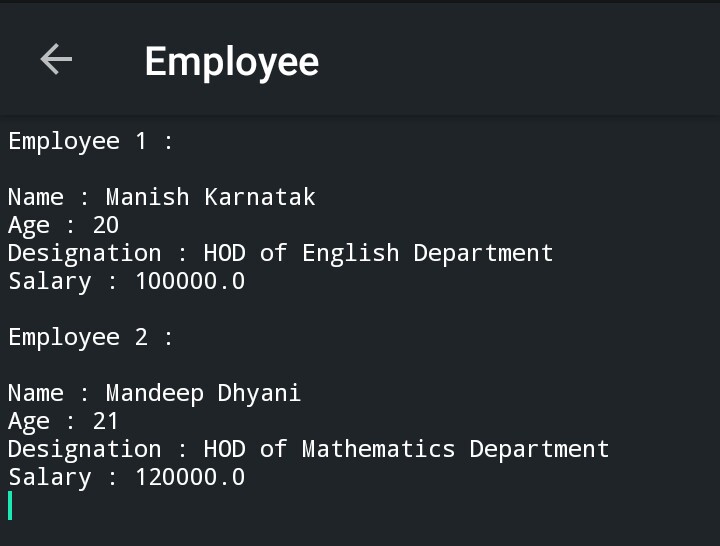 Employee
Employee 1 :
Name : Manish Karnatak
Age : 20
Designation : HOD of English Department
Salary : 100000.0
Employee 2 :
Name : Mandeep Dhyani
Age : 21
Designation : HOD of Mathematics Department
Salary : 120000.0